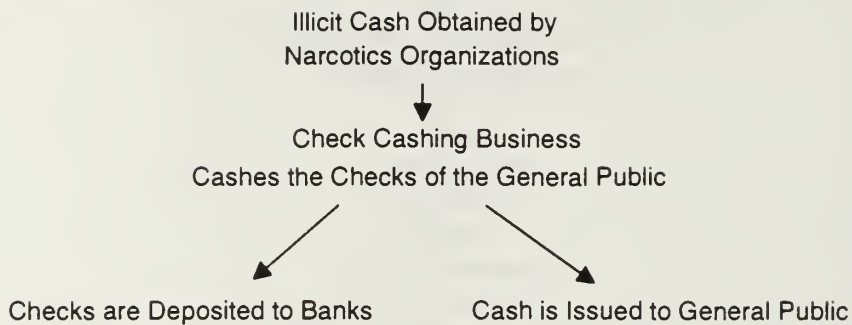 Illicit Cash Obtained by
Narcotics Organizations
Check Cashing Business
Cashes the Checks of the General Public
Checks are Deposited to Banks
Cash is Issued to General Public